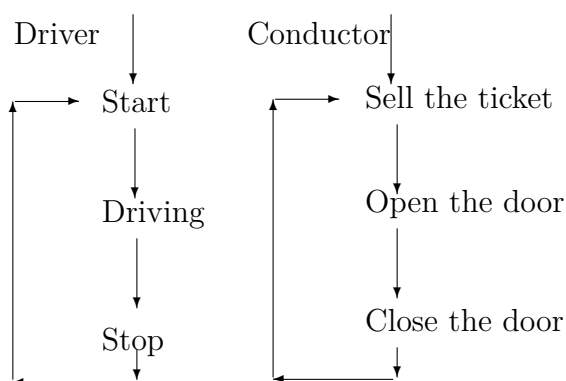 Driver
Start
Driving
Stop
Conductor
Sell the ticket
Open the door
Close the door